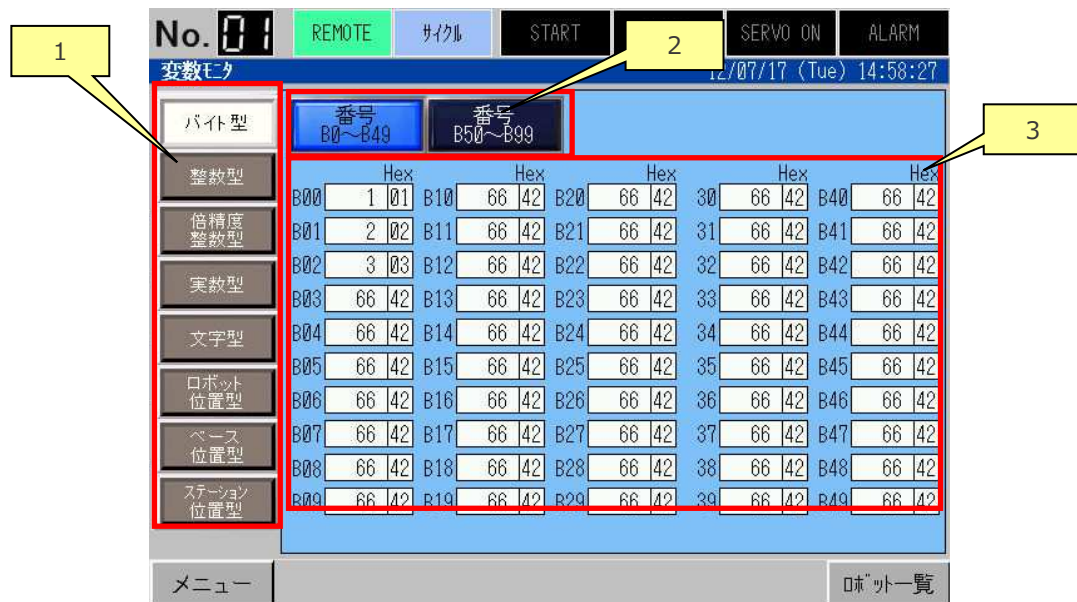 No. 01 REMOTE サイクル START SERVO ON ALARM
1
2
3
変数モニタ 12/07/17 (Tue) 14:58:27
バイト型
整数型
倍精度
整数型
実数型
文字型
ロボット
位置型
ベース
位置型
ステーション
位置型
番号
B0～B49
番号
B50～B99
Hex Hex Hex Hex Hex
B00 1 01 B10 66 42 B20 66 42 30 66 42 B40 66 42
B01 2 02 B11 66 42 B21 66 42 31 66 42 B41 66 42
B02 3 03 B12 66 42 B22 66 42 32 66 42 B42 66 42
B03 66 42 B13 66 42 B23 66 42 33 66 42 B43 66 42
B04 66 42 B14 66 42 B24 66 42 34 66 42 B44 66 42
B05 66 42 B15 66 42 B25 66 42 35 66 42 B45 66 42
B06 66 42 B16 66 42 B26 66 42 36 66 42 B46 66 42
B07 66 42 B17 66 42 B27 66 42 37 66 42 B47 66 42
B08 66 42 B18 66 42 B28 66 42 38 66 42 B48 66 42
B09 66 42 B19 66 42 B29 66 42 39 66 42 B49 66 42
メニュー ロボット一覧